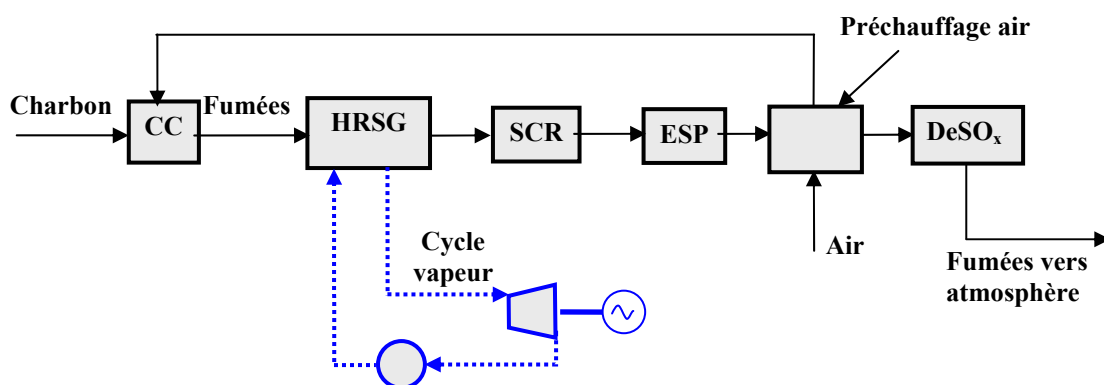 Préchauffage air
Charbon
Fumées
CC
HRSG
SCR
ESP
DeSOₓ
Cycle
vapeur
Air
Fumées vers
atmosphère